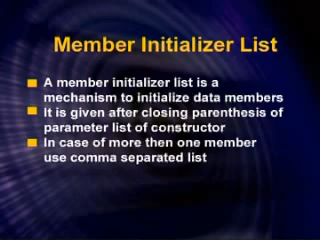 Member Initializer List
A member initializer list is a
mechanism to initialize data members
It is given after closing parenthesis of
parameter list of constructor
In case of more then one member
use comma separated list